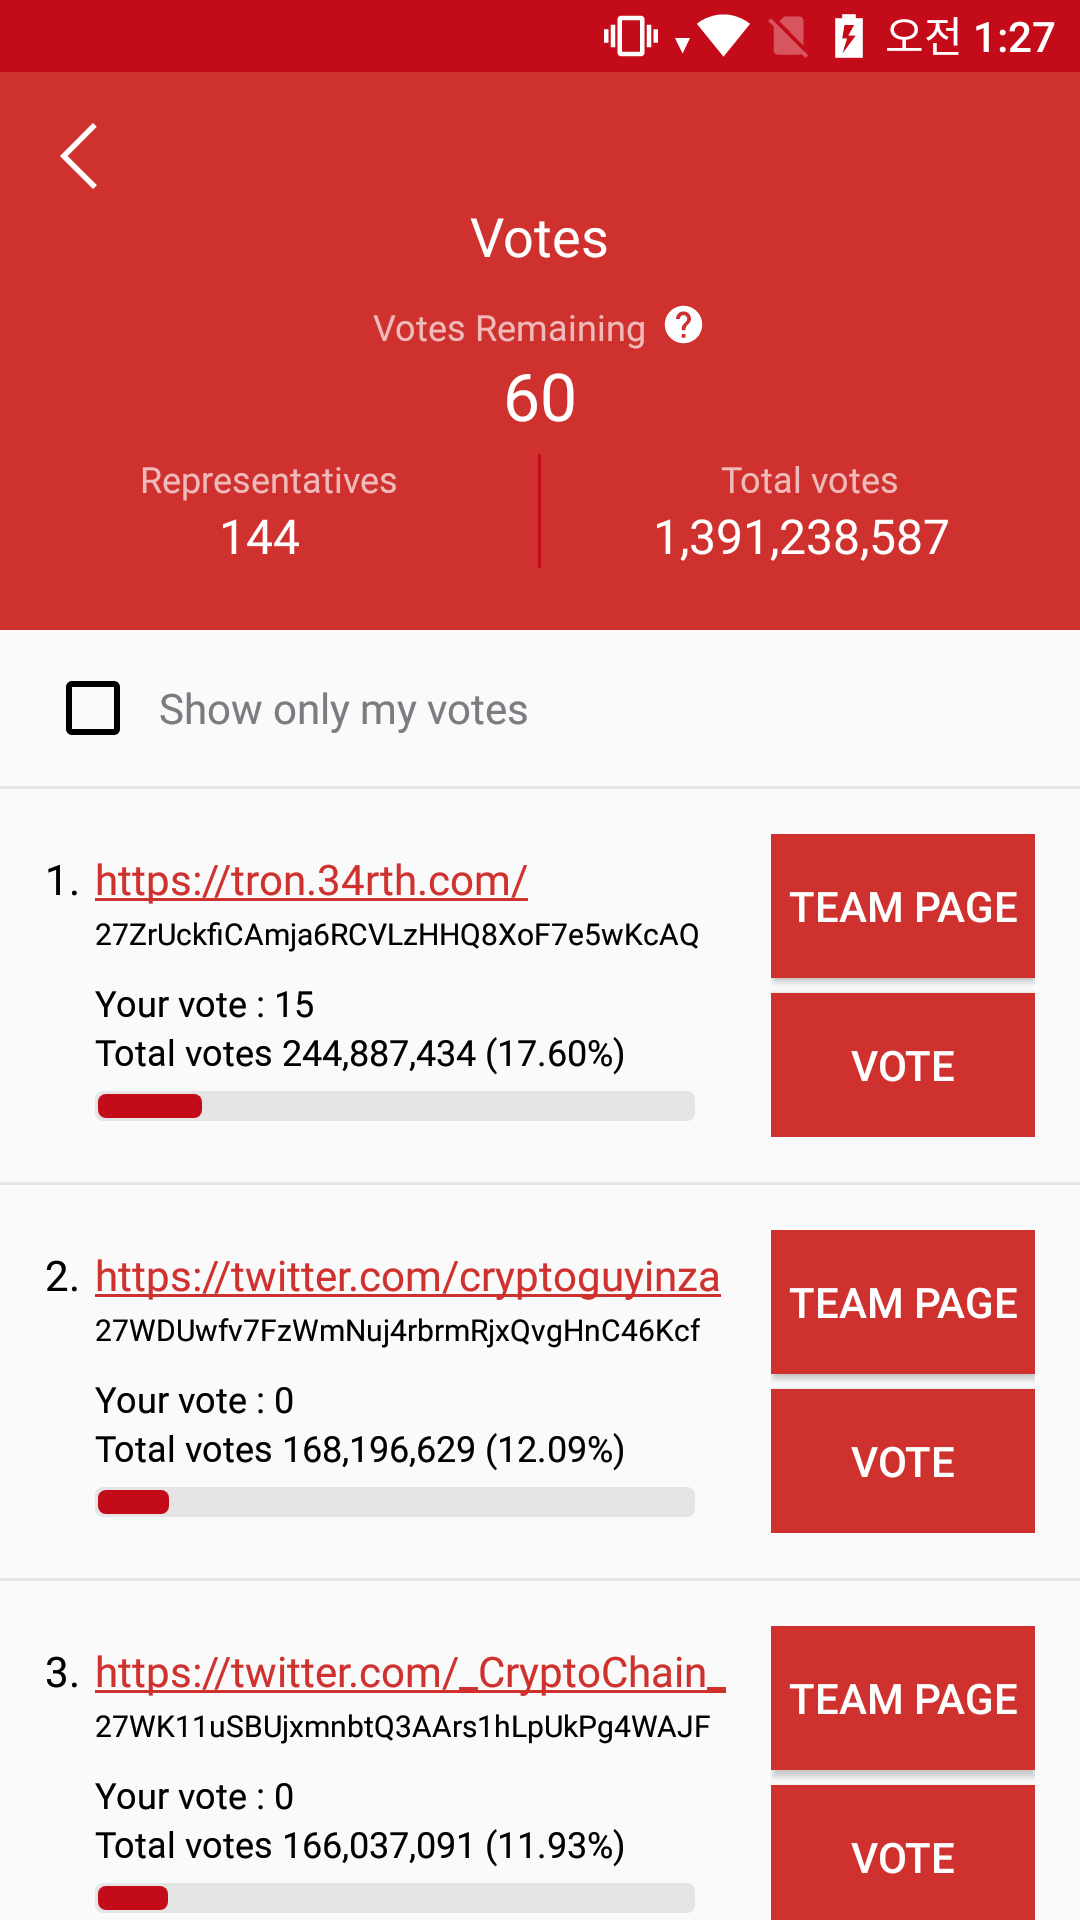 오전 1:27
Votes
Votes Remaining ?
60
Representatives
Total votes
144
1,391,238,587
Show only my votes
1. https://tron.34rth.com/
27ZrUckfiCAmja6RCVLzHHQ8XoF7e5wKcAQ
Your vote : 15
Total votes 244,887,434 (17.60%)
TEAM PAGE
VOTE
2. https://twitter.com/cryptoguyinza
27WDUwfv7FzWmNuj4rbrmRjxQvgHnC46Kcf
Your vote : 0
Total votes 168,196,629 (12.09%)
TEAM PAGE
VOTE
3. https://twitter.com/_CryptoChain_
27WK11uSBUjxmnbtQ3AArs1hLpUkPg4WAJF
Your vote : 0
Total votes 166,037,091 (11.93%)
TEAM PAGE
VOTE